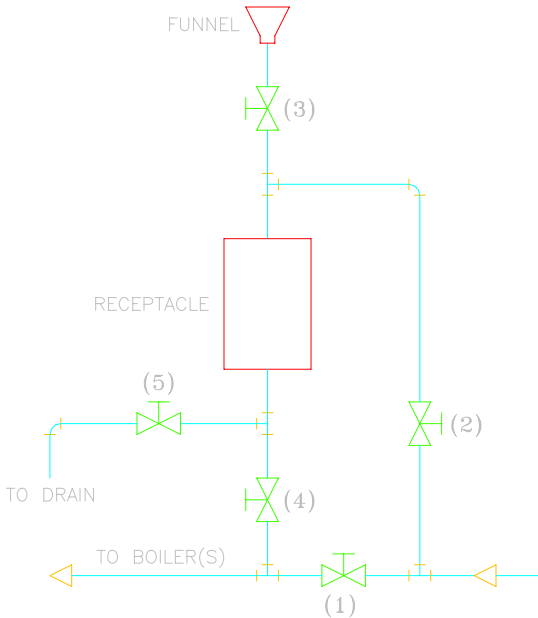 FUNNEL
(3)
RECEPTACLE
(5)
(2)
TO DRAIN
(4)
TO BOILER(S)
(1)